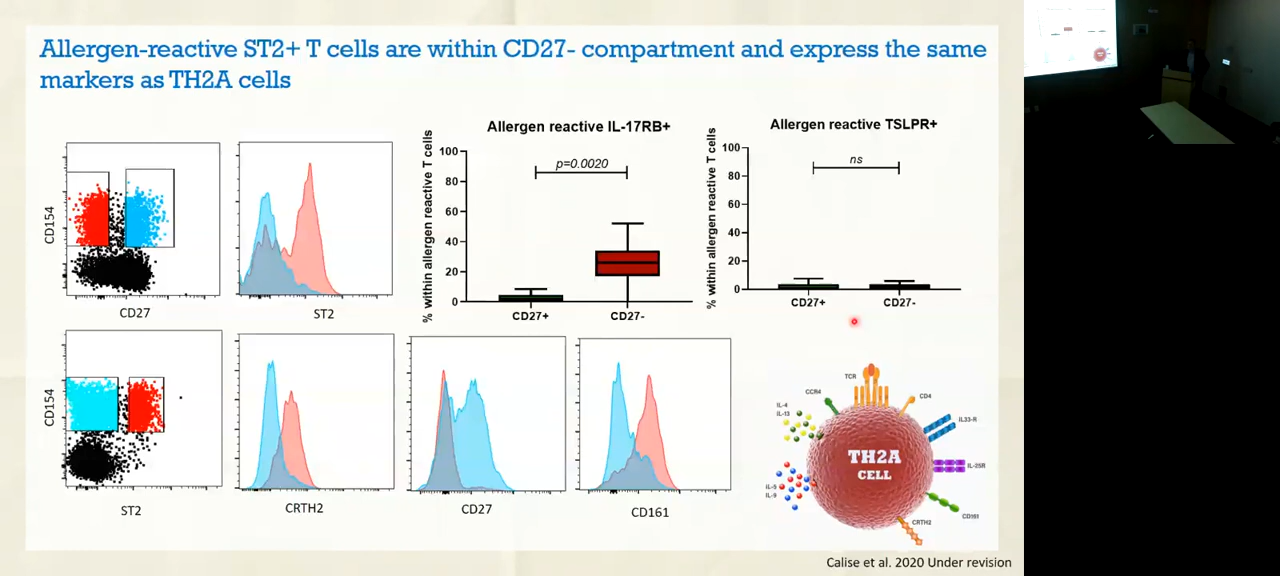 Allergen-reactive ST2+ T cells are within CD27- compartment and express the same
markers as TH2A cells
CD154
CD27
ST2
Allergen reactive IL-17RB+
% within allergen reactive T cells
100
80
60
40
20
0
p=0.0020
CD27+
CD27-
Allergen reactive TSLPR+
% within allergen reactive T cells
100
80
60
40
20
0
ns
CD27+
CD27-
CD154
ST2
CRTH2
CD27
CD161
TCR
CCR4
CD4
IL-4
IL-13
IL33-R
TH2A
CELL
IL-25R
IL-5
IL-9
CD161
CRTH2
Calise et al. 2020 Under revision